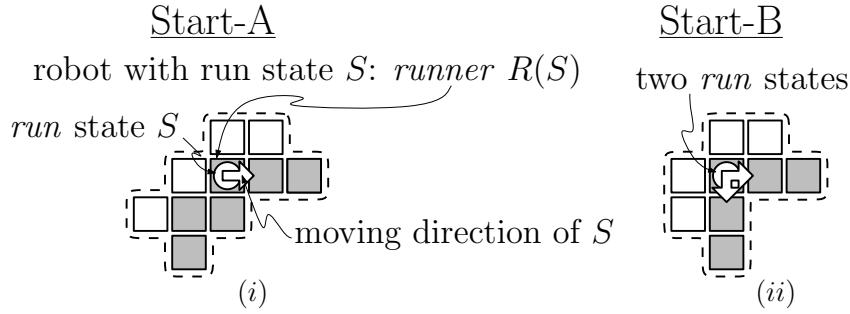 Start-A
Start-B
robot with run state S: runner R(S)
two run states
run state S
moving direction of S
(i)
(ii)